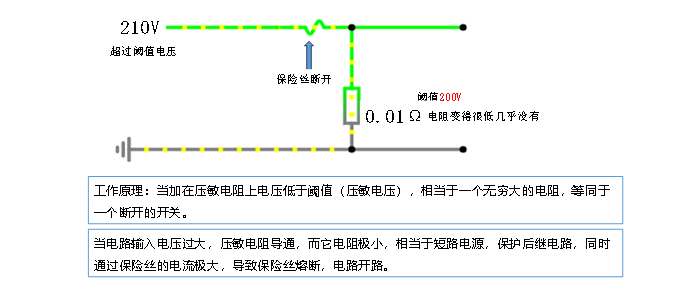 210V
超过阈值电压
保险丝断开
阈值200V
0.01Ω 电阻变得很低几乎没有
工作原理：当加在压敏电阻上电压低于阈值（压敏电压），相当于一个无穷大的电阻，等同于
一个断开的开关。
当电路输入电压过大，压敏电阻导通，而它电阻极小，相当于短路电源，保护后继电路，同时
通过保险丝的电流极大，导致保险丝熔断，电路开路。